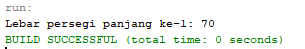 run:
Lebar persegi panjang ke-1: 70
BUILD SUCCESSFUL (total time: 0 seconds)